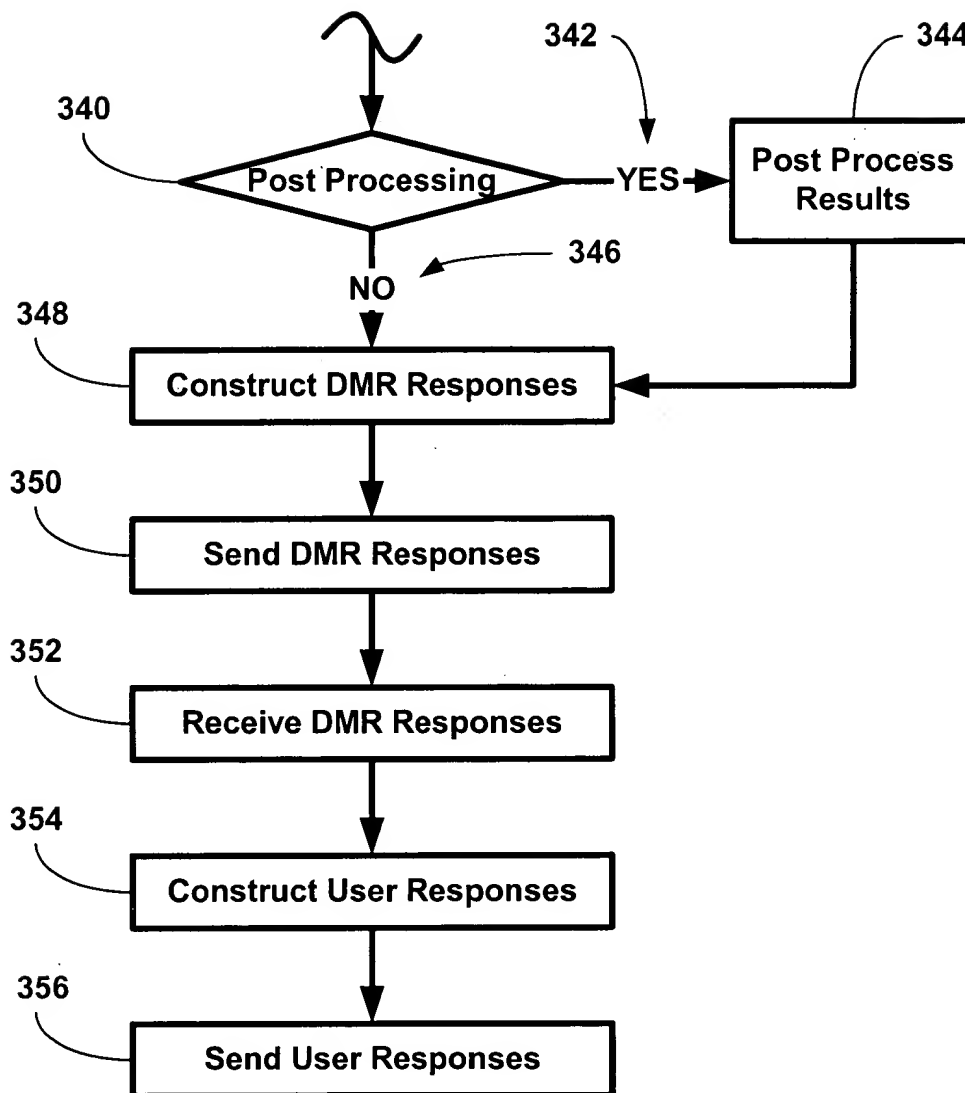 342
344
340
Post Processing
YES
Post Process
Results
346
NO
348
Construct DMR Responses
350
Send DMR Responses
352
Receive DMR Responses
354
Construct User Responses
356
Send User Responses